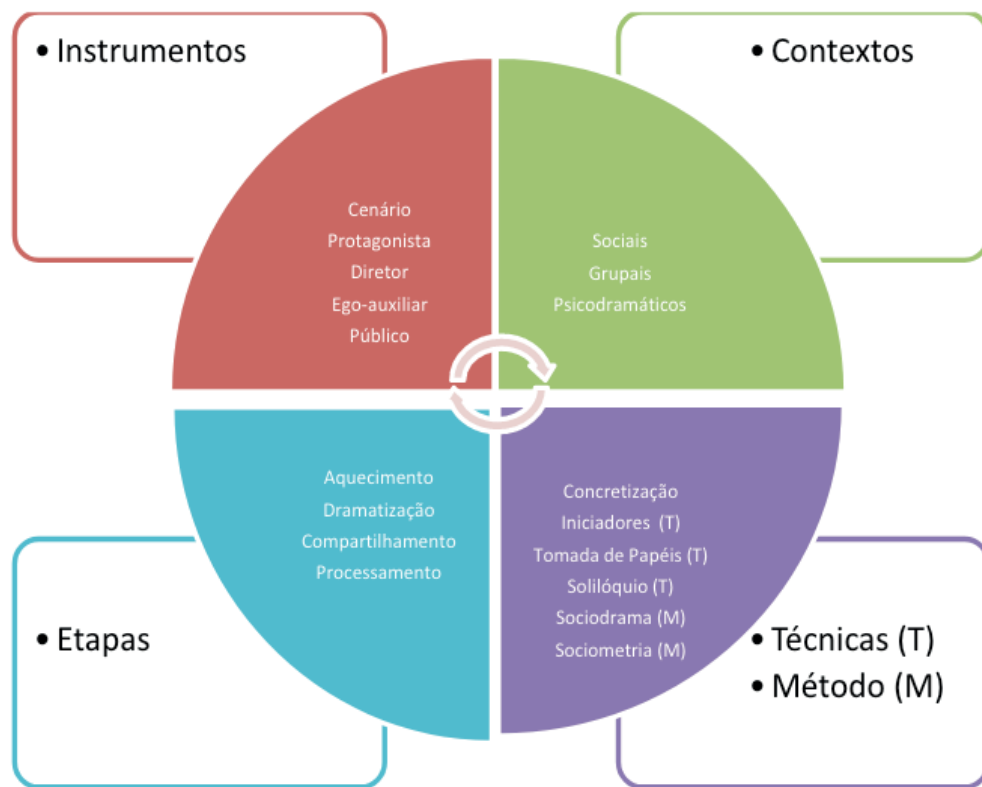 • Instrumentos
Cenário
Protagonista
Diretor
Ego-auxiliar
Público
• Contextos
Sociais
Grupais
Psicodramáticos
Aquecimento
Dramatização
Compartilhamento
Processamento
• Etapas
Concretização
Iniciadores (T)
Tomada de Papéis (T)
Solilóquio (T)
Sociodrama (M)
Sociometria (M)
• Técnicas (T)
• Método (M)